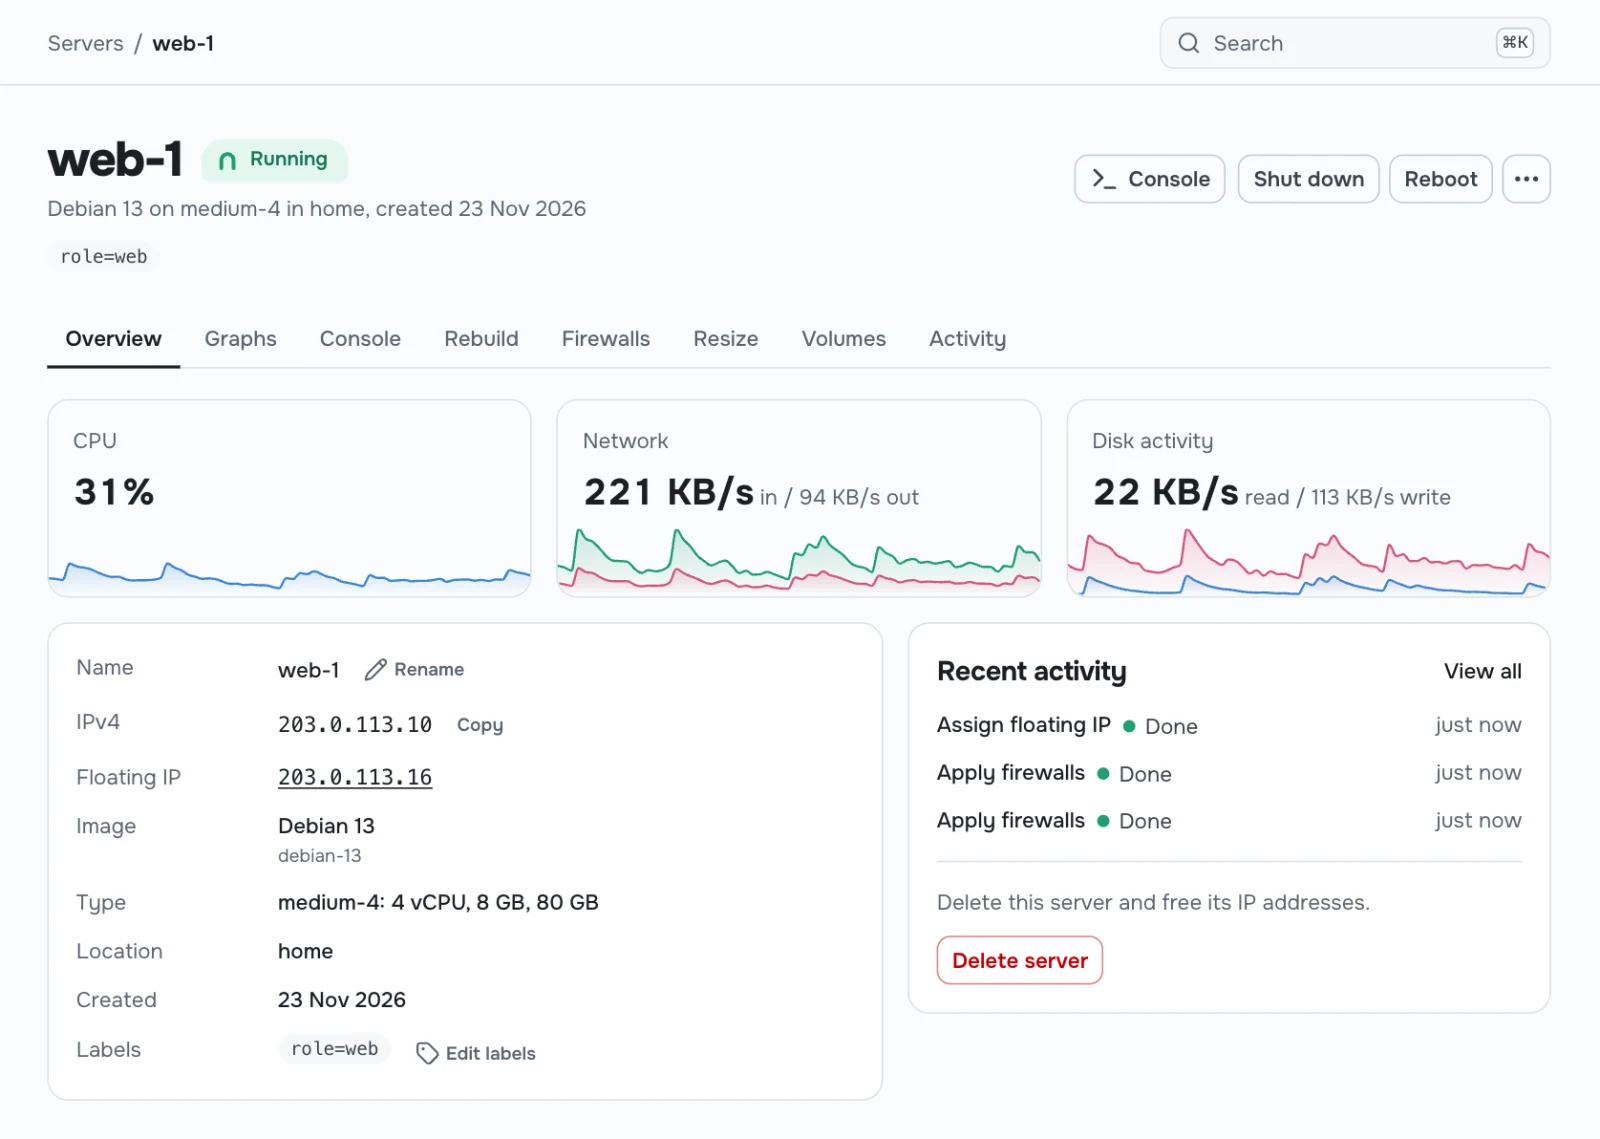 Servers / web-1
Search ⌘K
web-1 Running
Console Shut down Reboot
Debian 13 on medium-4 in home, created 23 Nov 2026
role=web
Overview Graphs Console Rebuild Firewalls Resize Volumes Activity
CPU
31%
Network
221 KB/s in / 94 KB/s out
Disk activity
22 KB/s read / 113 KB/s write
Name web-1 Rename
IPv4 203.0.113.10 Copy
Floating IP 203.0.113.16
Image Debian 13
debian-13
Type medium-4: 4 vCPU, 8 GB, 80 GB
Location home
Created 23 Nov 2026
Labels role=web Edit labels
Recent activity View all
Assign floating IP Done just now
Apply firewalls Done just now
Apply firewalls Done just now
Delete this server and free its IP addresses.
Delete server